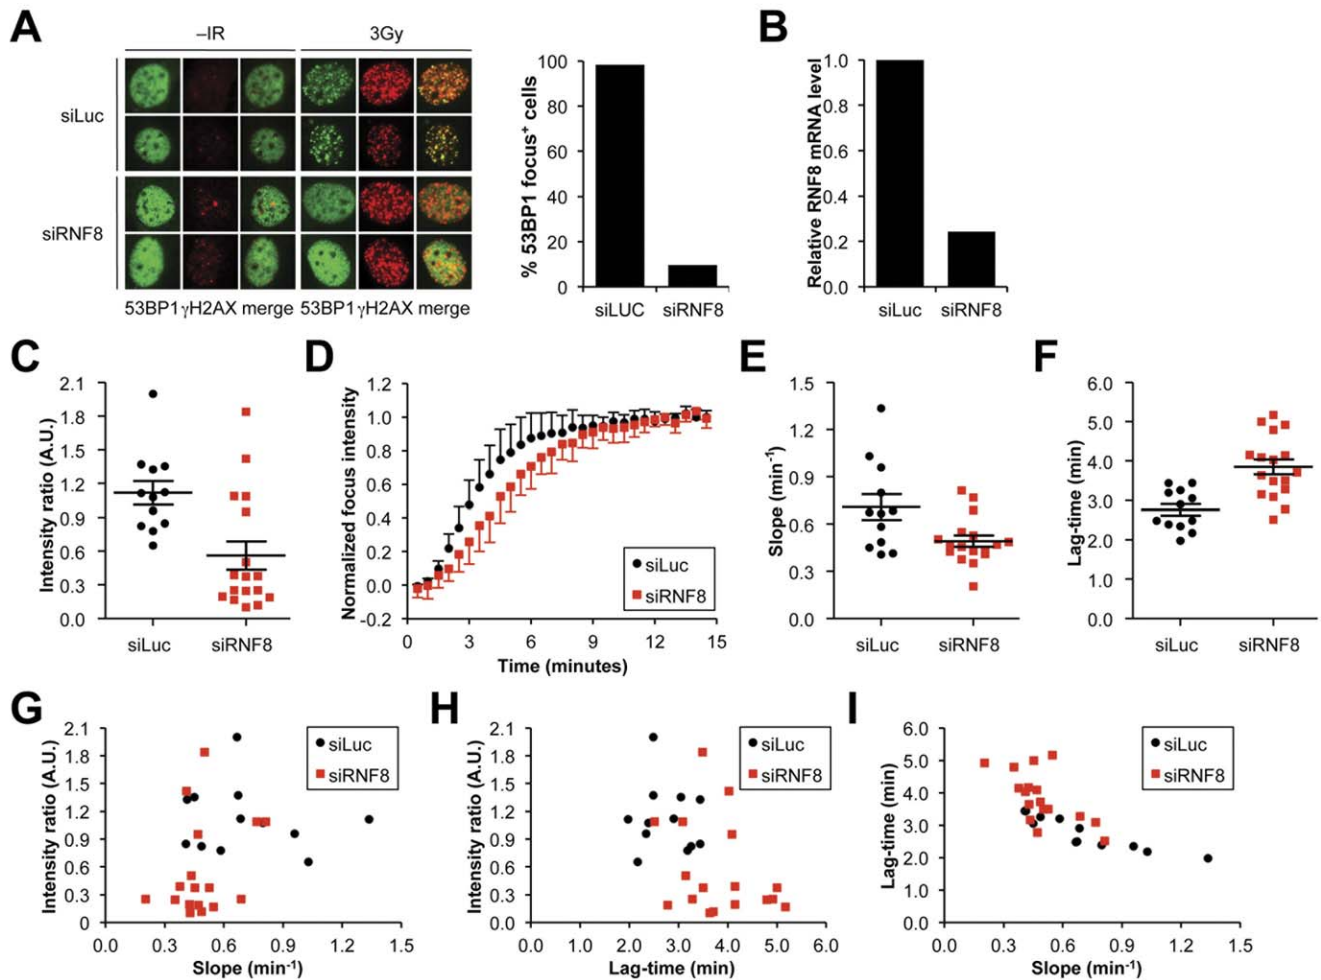 A
–IR
3Gy
siLuc
siRNF8
53BP1 γH2AX merge 53BP1 γH2AX merge
% 53BP1 focus+ cells
100
80
60
40
20
0
siLUC siRNF8
B
Relative RNF8 mRNA level
1.0
0.8
0.6
0.4
0.2
0.0
siLuc siRNF8
C
Intensity ratio (A.U.)
2.1
1.8
1.5
1.2
0.9
0.6
0.3
0.0
siLuc siRNF8
D
Normalized focus intensity
1.2
1.0
0.8
0.6
0.4
0.2
0.0
-0.2
siLuc
siRNF8
0 3 6 9 12 15
Time (minutes)
E
Slope (min-1)
1.5
1.2
0.9
0.6
0.3
0.0
siLuc siRNF8
F
Lag-time (min)
6.0
5.0
4.0
3.0
2.0
1.0
0.0
siLuc siRNF8
G
Intensity ratio (A.U.)
2.1
1.8
1.5
1.2
0.9
0.6
0.3
0.0
siLuc
siRNF8
0.0 0.3 0.6 0.9 1.2 1.5
Slope (min-1)
H
Intensity ratio (A.U.)
2.1
1.8
1.5
1.2
0.9
0.6
0.3
0.0
siLuc
siRNF8
0.0 1.0 2.0 3.0 4.0 5.0 6.0
Lag-time (min)
I
Lag-time (min)
6.0
5.0
4.0
3.0
2.0
1.0
0.0
siLuc
siRNF8
0.0 0.3 0.6 0.9 1.2 1.5
Slope (min-1)